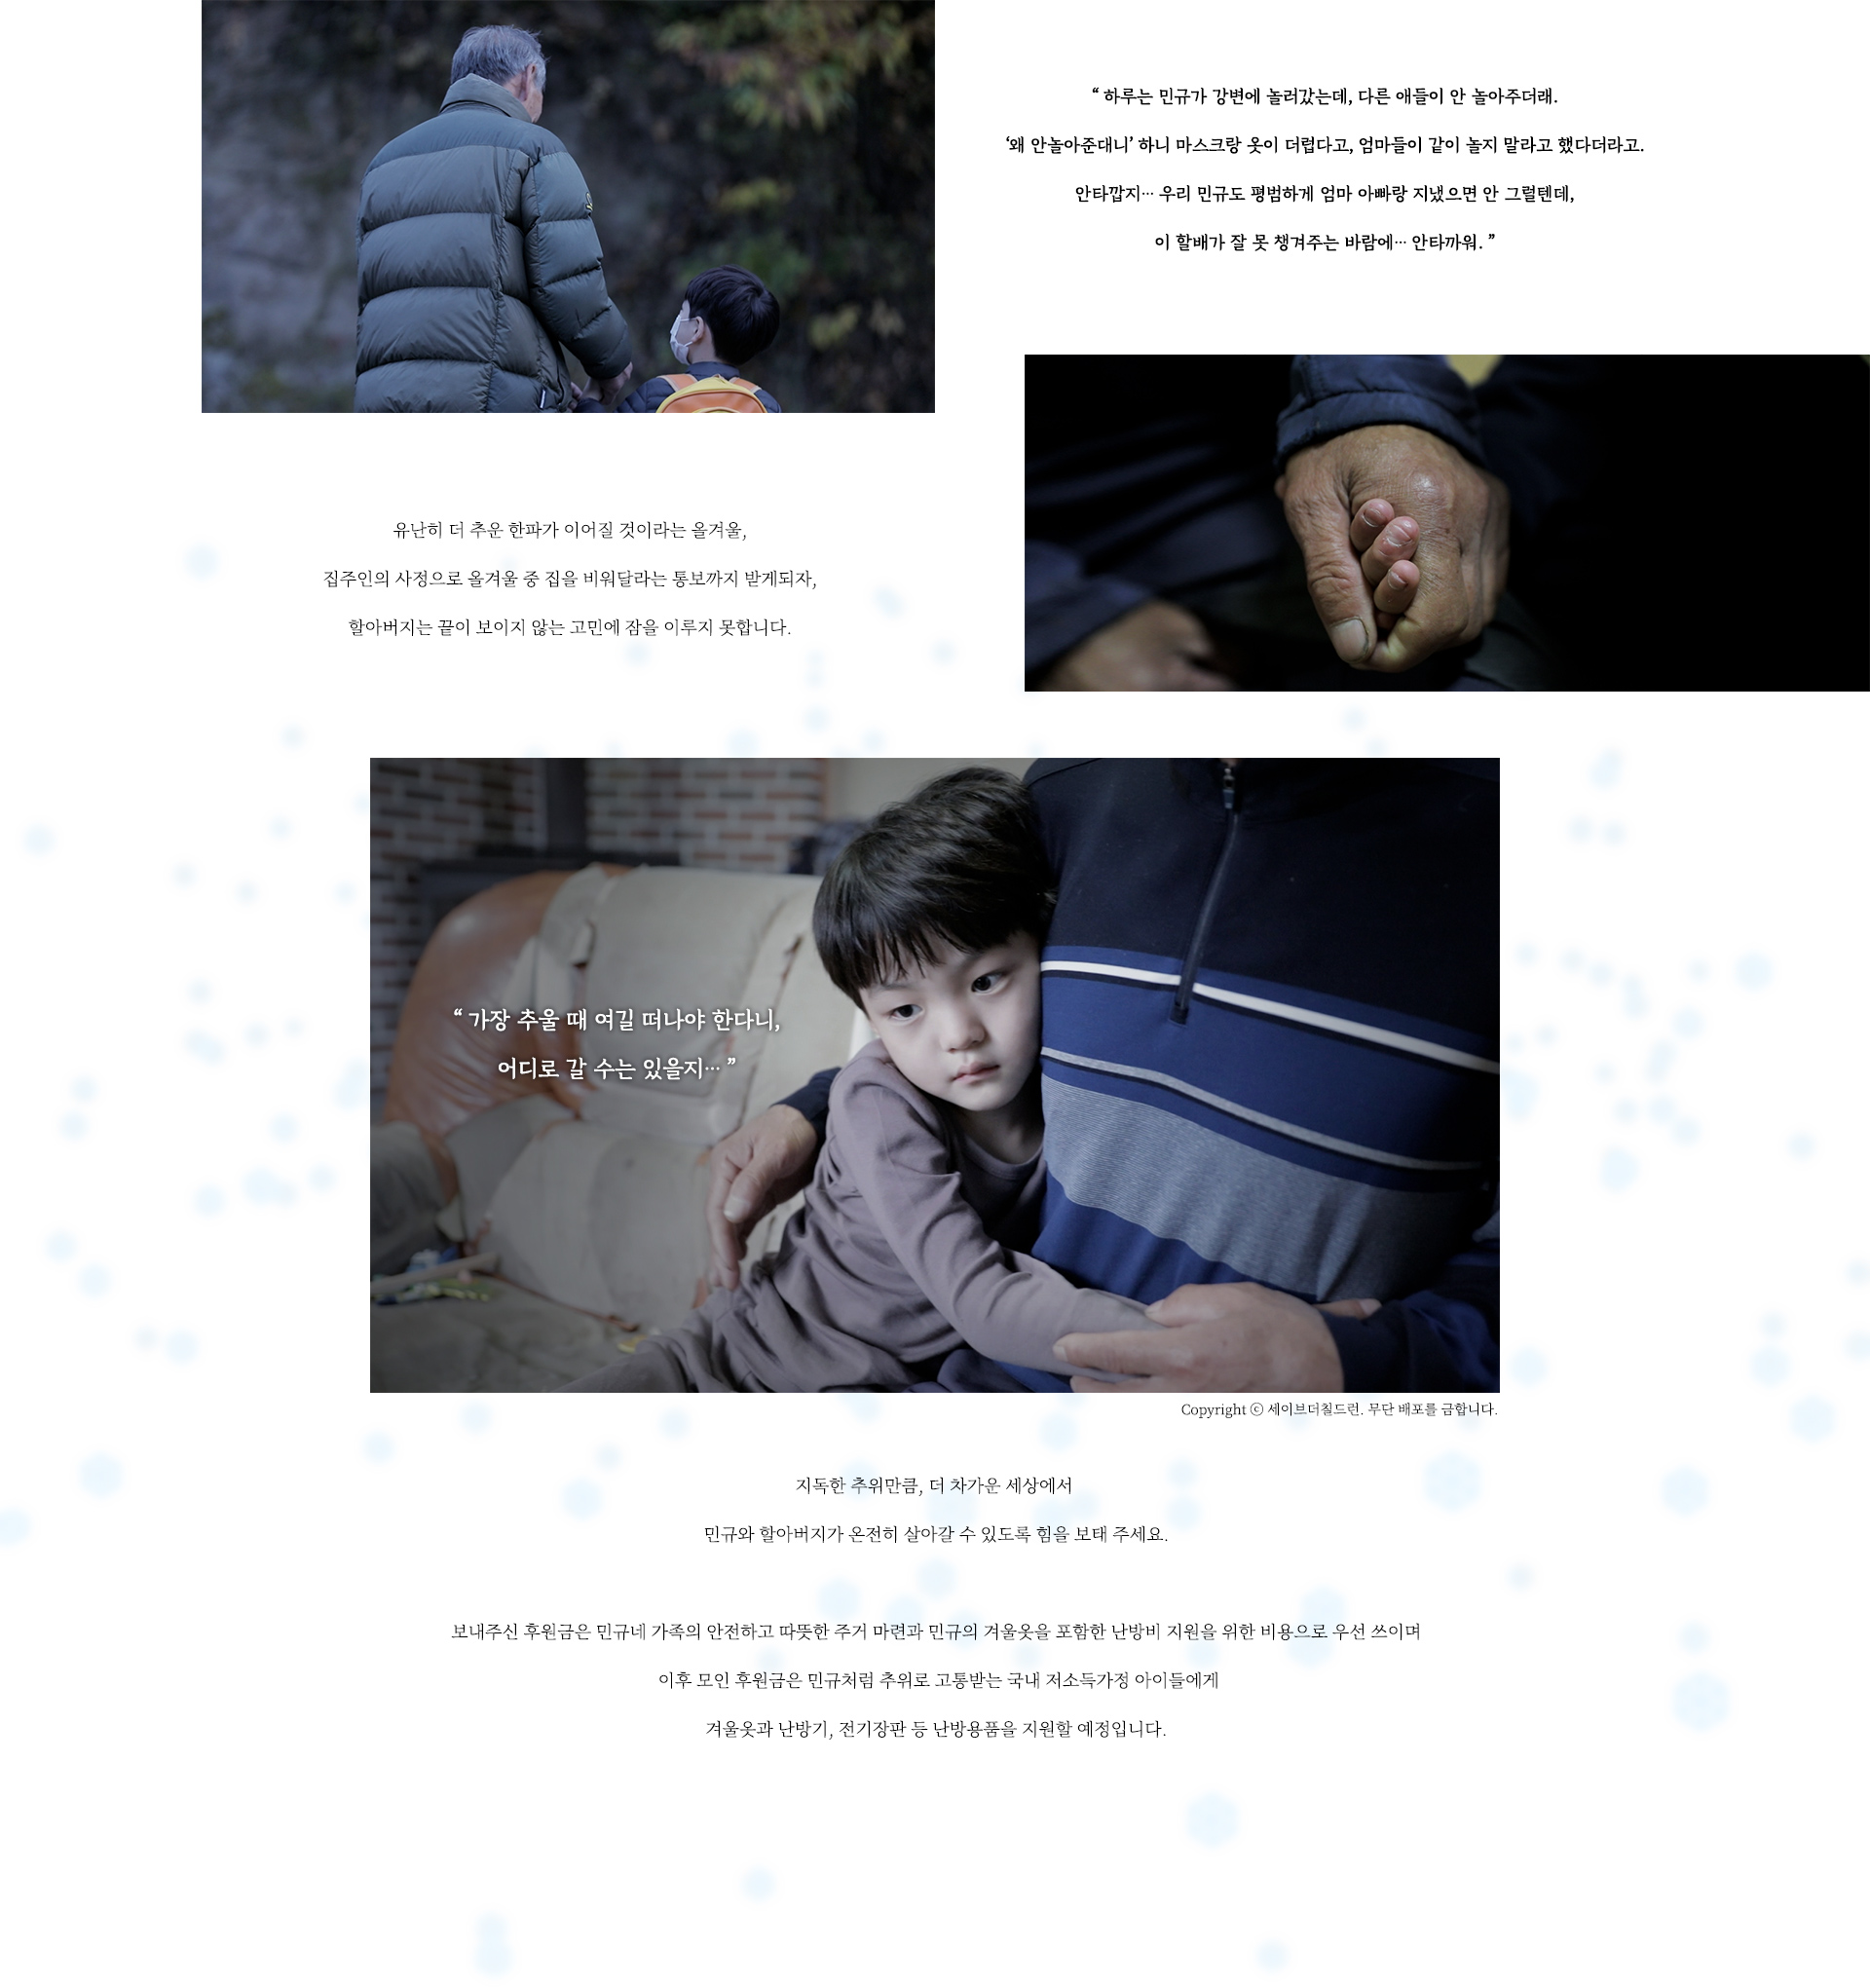 “ 하루는 민규가 강변에 놀러갔는데, 다른 애들이 안 놀아주더래.
‘왜 안놀아준대니’ 하니 마스크랑 옷이 더럽다고, 엄마들이 같이 놀지 말라고 했다더라고.
안타깝지… 우리 민규도 평범하게 엄마 아빠랑 지냈으면 안 그럴텐데,
이 할배가 잘 못 챙겨주는 바람에… 안타까워. ”
유난히 더 추운 한파가 이어질 것이라는 올겨울,
집주인의 사정으로 올겨울 중 집을 비워달라는 통보까지 받게되자,
할아버지는 끝이 보이지 않는 고민에 잠을 이루지 못합니다.
“ 가장 추울 때 여길 떠나야 한다니,
어디로 갈 수는 있을지… ”
Copyright ⓒ 세이브더칠드런. 무단 배포를 금합니다.
지독한 추위만큼, 더 차가운 세상에서
민규와 할아버지가 온전히 살아갈 수 있도록 힘을 보태 주세요.
보내주신 후원금은 민규네 가족의 안전하고 따뜻한 주거 마련과 민규의 겨울옷을 포함한 난방비 지원을 위한 비용으로 우선 쓰이며
이후 모인 후원금은 민규처럼 추위로 고통받는 국내 저소득가정 아이들에게
겨울옷과 난방기, 전기장판 등 난방용품을 지원할 예정입니다.